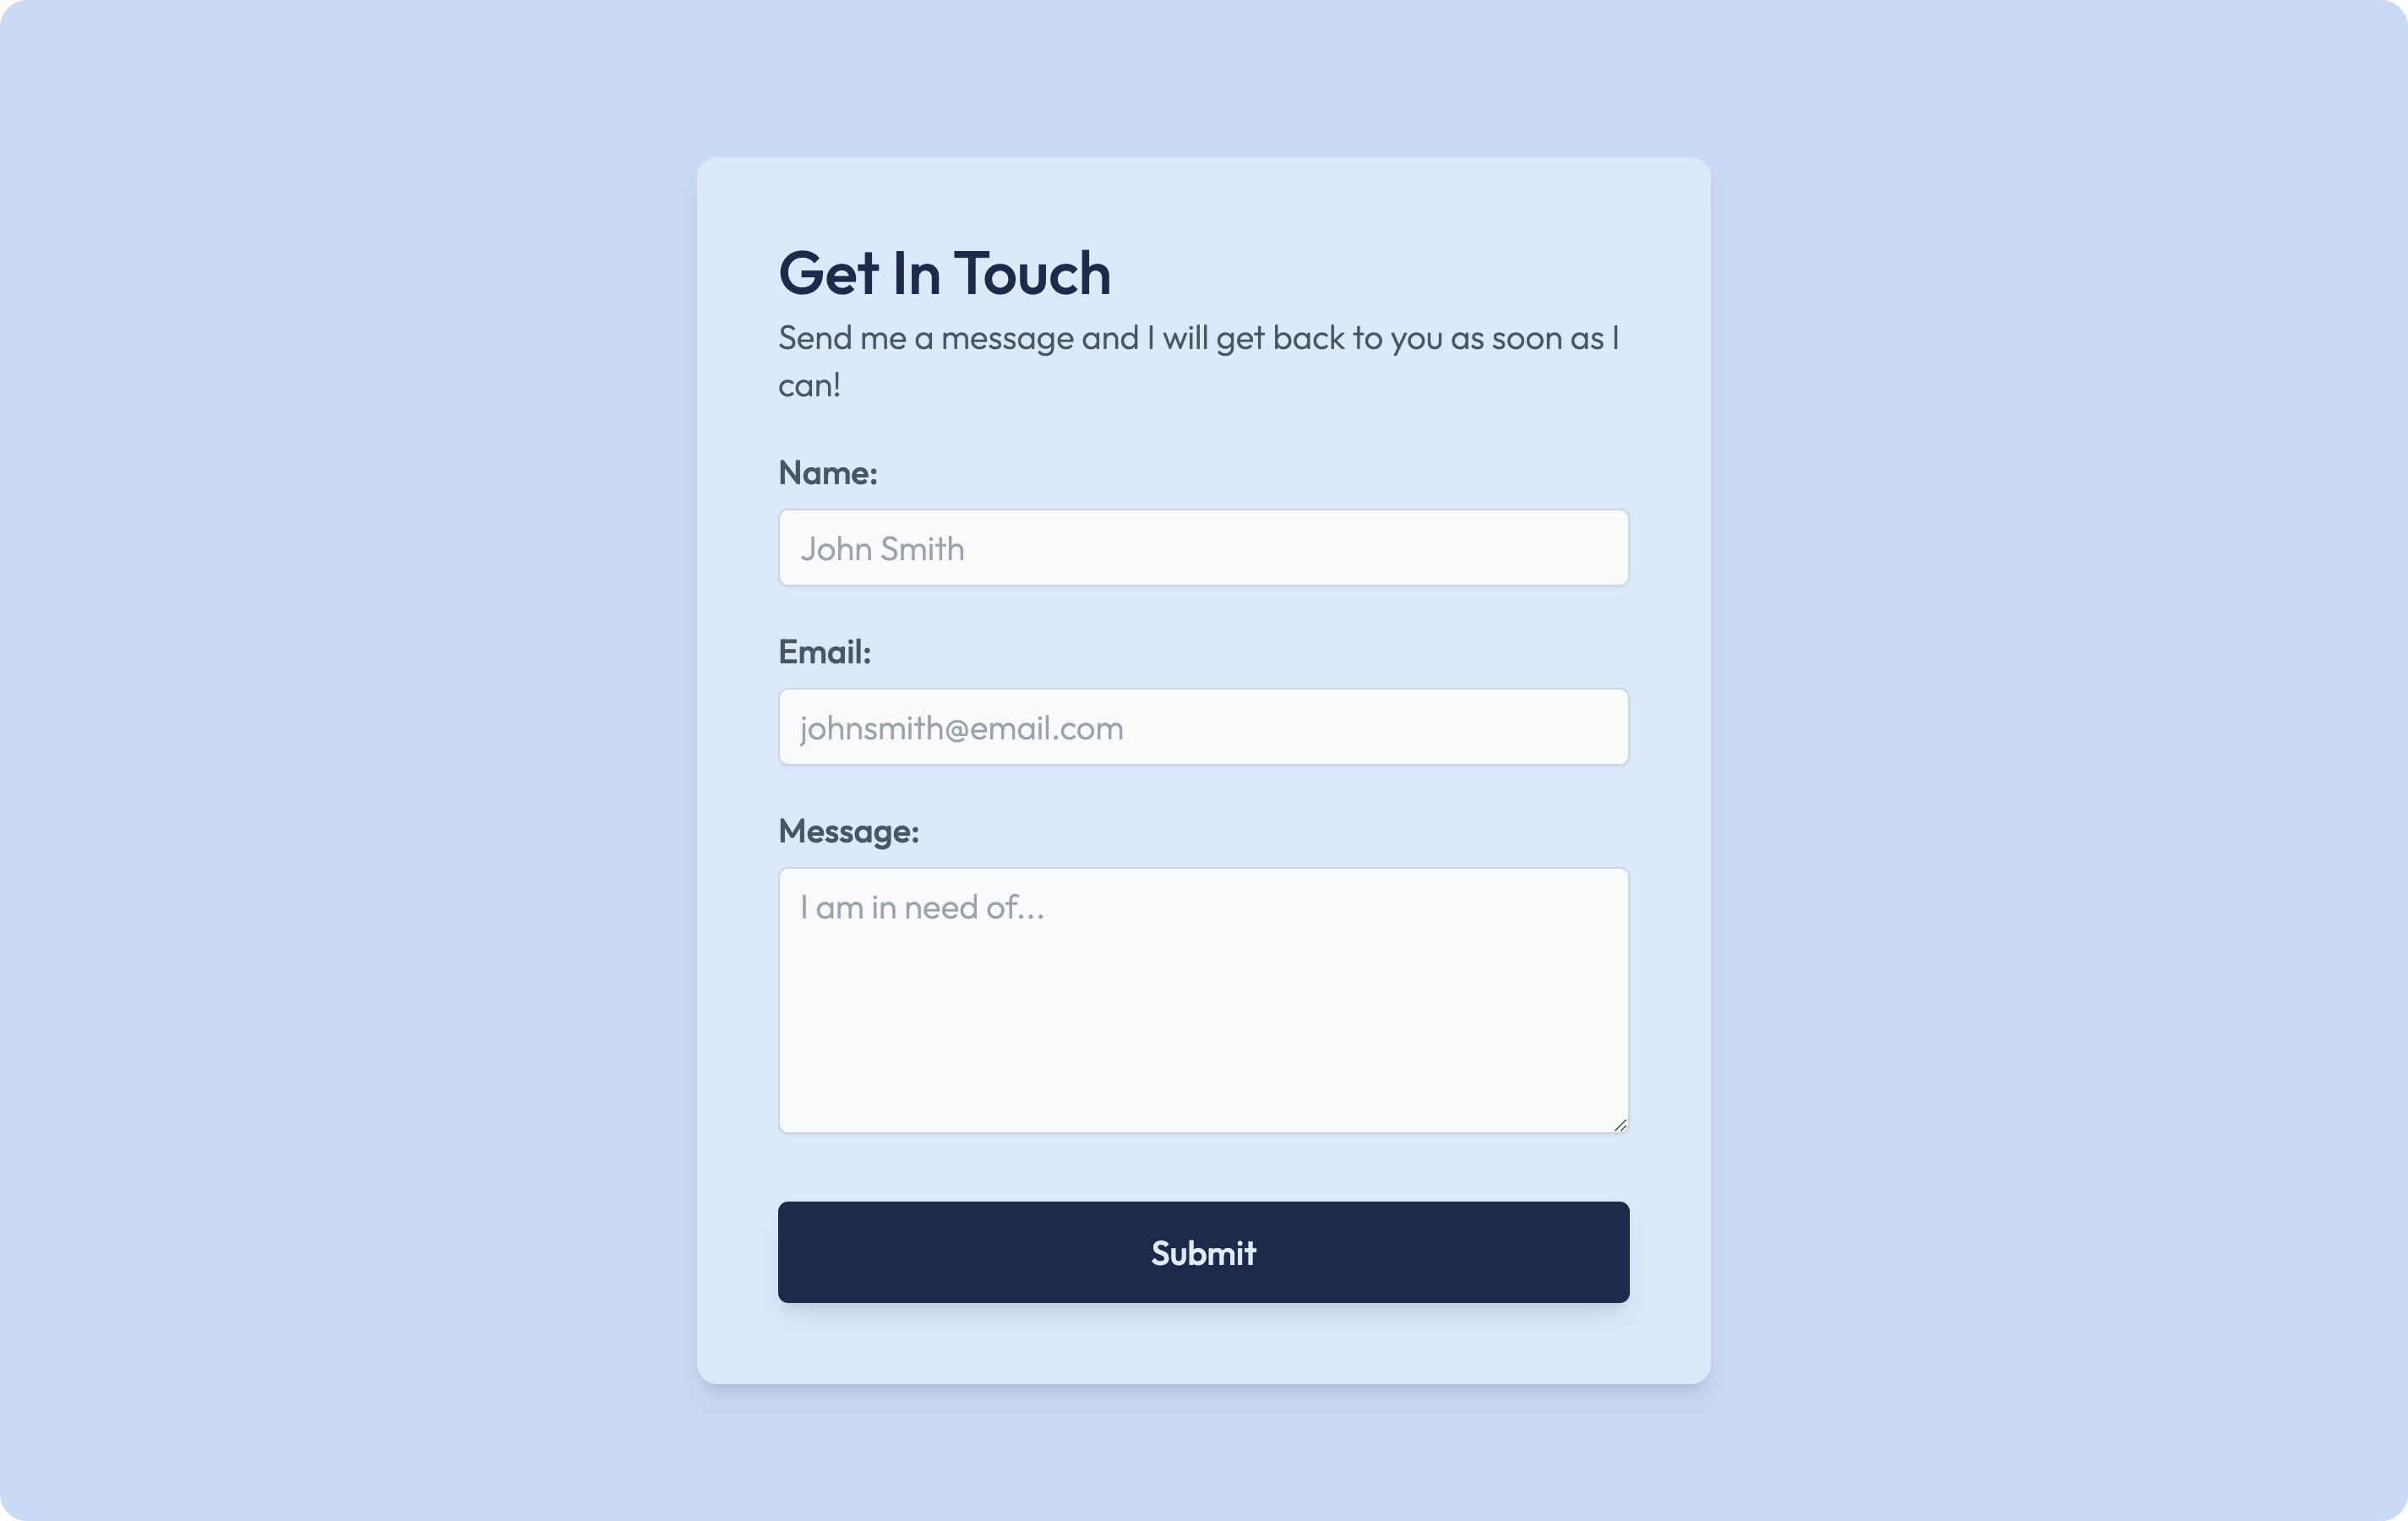 Get In Touch
Send me a message and I will get back to you as soon as I
can!
Name:
John Smith
Email:
johnsmith@email.com
Message:
I am in need of...
Submit